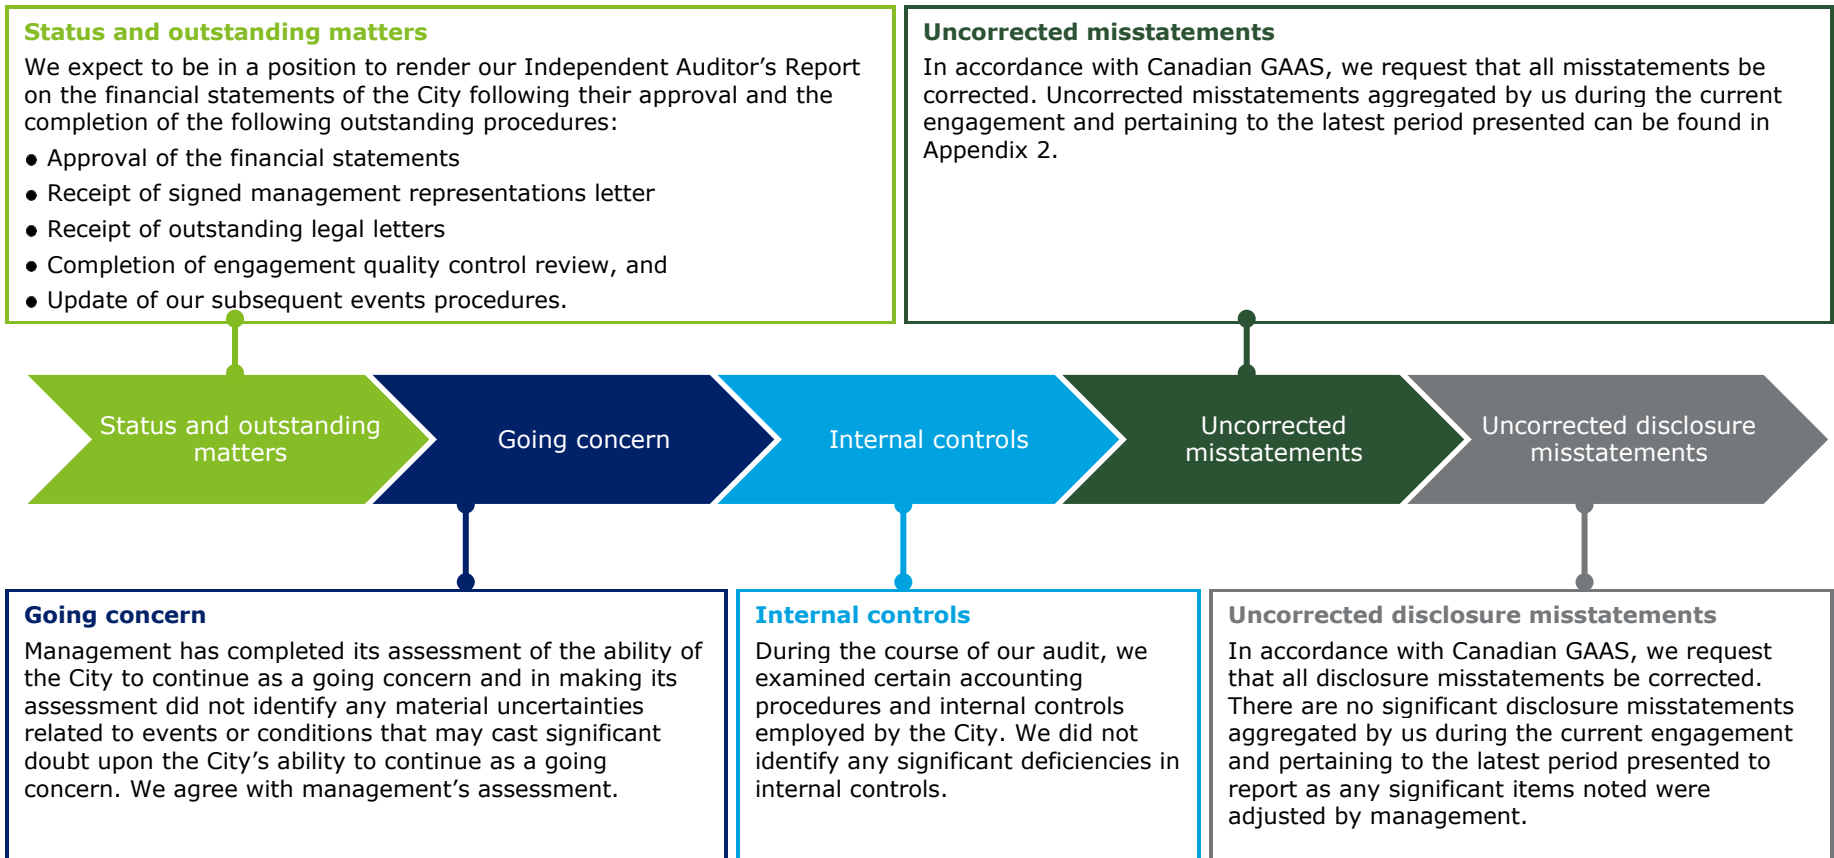 Status and outstanding matters
We expect to be in a position to render our Independent Auditor’s Report
on the financial statements of the City following their approval and the
completion of the following outstanding procedures:
● Approval of the financial statements
● Receipt of signed management representations letter
● Receipt of outstanding legal letters
● Completion of engagement quality control review, and
● Update of our subsequent events procedures.
Uncorrected misstatements
In accordance with Canadian GAAS, we request that all misstatements be
corrected. Uncorrected misstatements aggregated by us during the current
engagement and pertaining to the latest period presented can be found in
Appendix 2.
Status and outstanding
matters
Going concern
Internal controls
Uncorrected
misstatements
Uncorrected disclosure
misstatements
Going concern
Management has completed its assessment of the ability of
the City to continue as a going concern and in making its
assessment did not identify any material uncertainties
related to events or conditions that may cast significant
doubt upon the City’s ability to continue as a going
concern. We agree with management’s assessment.
Internal controls
During the course of our audit, we
examined certain accounting
procedures and internal controls
employed by the City. We did not
identify any significant deficiencies in
internal controls.
Uncorrected disclosure misstatements
In accordance with Canadian GAAS, we request
that all disclosure misstatements be corrected.
There are no significant disclosure misstatements
aggregated by us during the current engagement
and pertaining to the latest period presented to
report as any significant items noted were
adjusted by management.